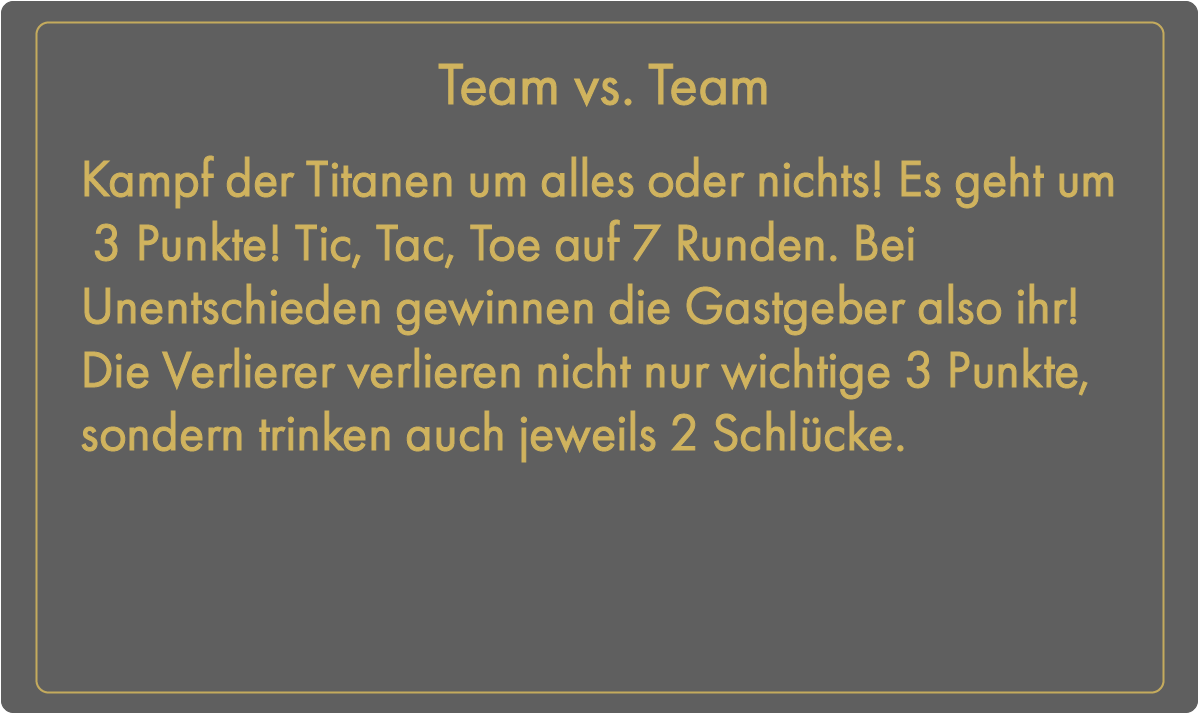 Team vs. Team
Kampf der Titanen um alles oder nichts! Es geht um
3 Punkte! Tic, Tac, Toe auf 7 Runden. Bei
Unentschieden gewinnen die Gastgeber also ihr!
Die Verlierer verlieren nicht nur wichtige 3 Punkte,
sondern trinken auch jeweils 2 Schlücke.